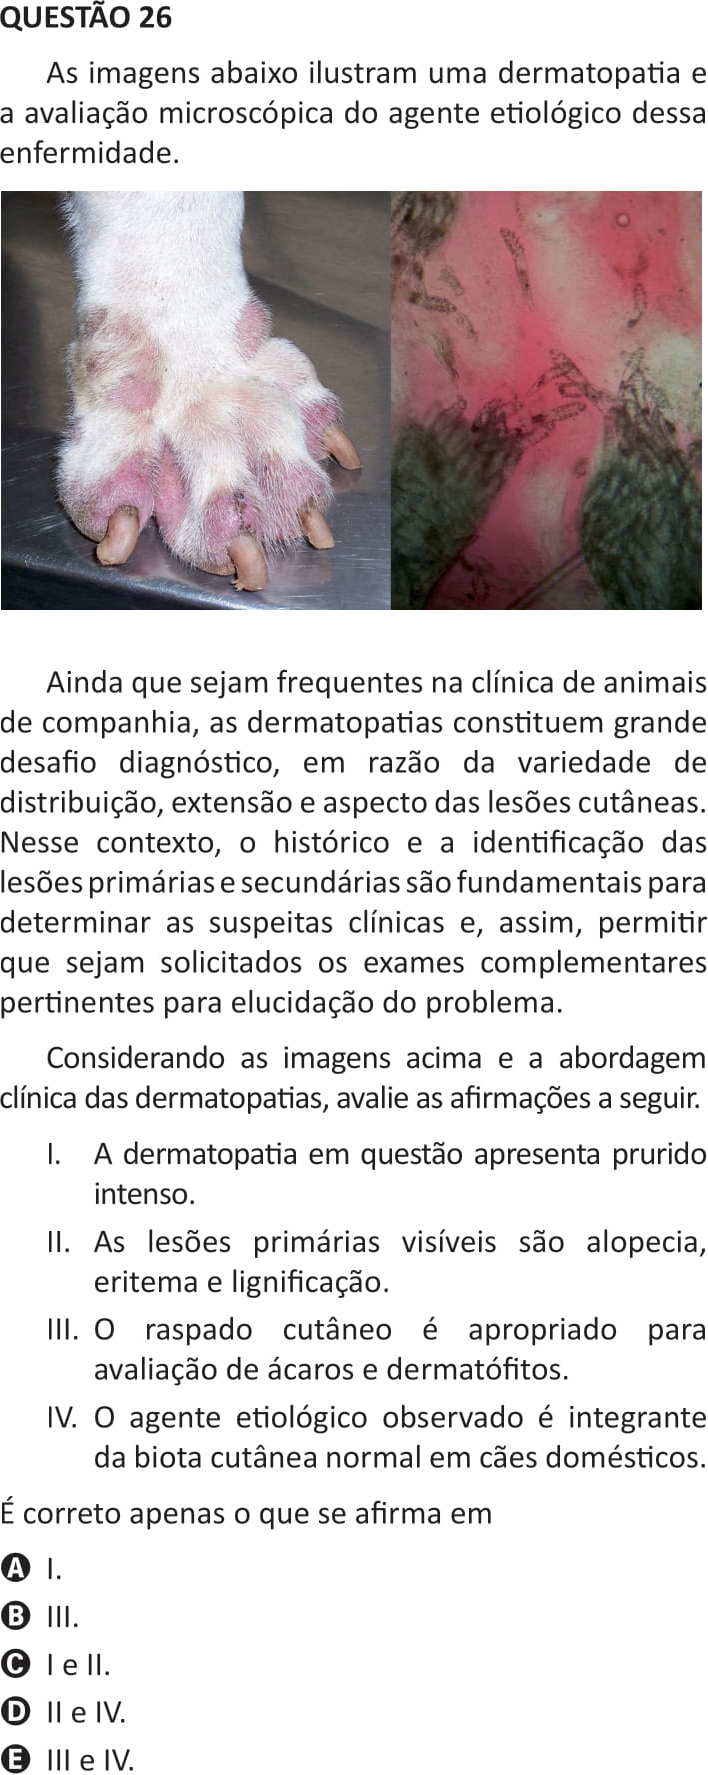 QUESTÃO 26
As imagens abaixo ilustram uma dermatopatia e
a avaliação microscópica do agente etiológico dessa
enfermidade.
Ainda que sejam frequentes na clínica de animais
de companhia, as dermatopatias constituem grande
desafio diagnóstico, em razão da variedade de
distribuição, extensão e aspecto das lesões cutâneas.
Nesse contexto, o histórico e a identificação das
lesões primárias e secundárias são fundamentais para
determinar as suspeitas clínicas e, assim, permitir
que sejam solicitados os exames complementares
pertinentes para elucidação do problema.
Considerando as imagens acima e a abordagem
clínica das dermatopatias, avalie as afirmações a seguir.
I. A dermatopatia em questão apresenta prurido
intenso.
II. As lesões primárias visíveis são alopecia,
eritema e lignificação.
III. O raspado cutâneo é apropriado para
avaliação de ácaros e dermatófitos.
IV. O agente etiológico observado é integrante
da biota cutânea normal em cães domésticos.
É correto apenas o que se afirma em
A I.
B III.
C I e II.
D II e IV.
E III e IV.